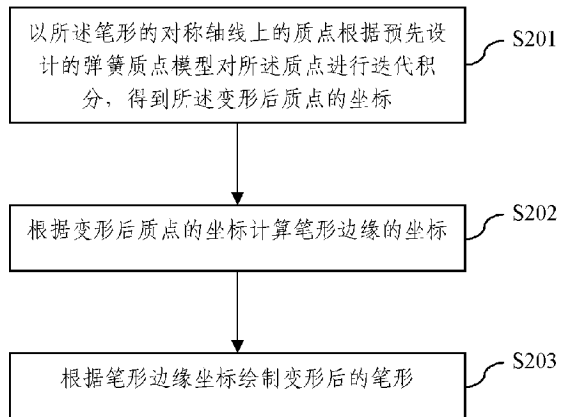 以所述笔形的对称轴线上的质点根据预先设
计的弹簧质点模型对所述质点进行迭代积
分，得到所述变形后质点的坐标
S201
根据变形后质点的坐标计算笔形边缘的坐标
S202
根据笔形边缘坐标绘制变形后的笔形
S203